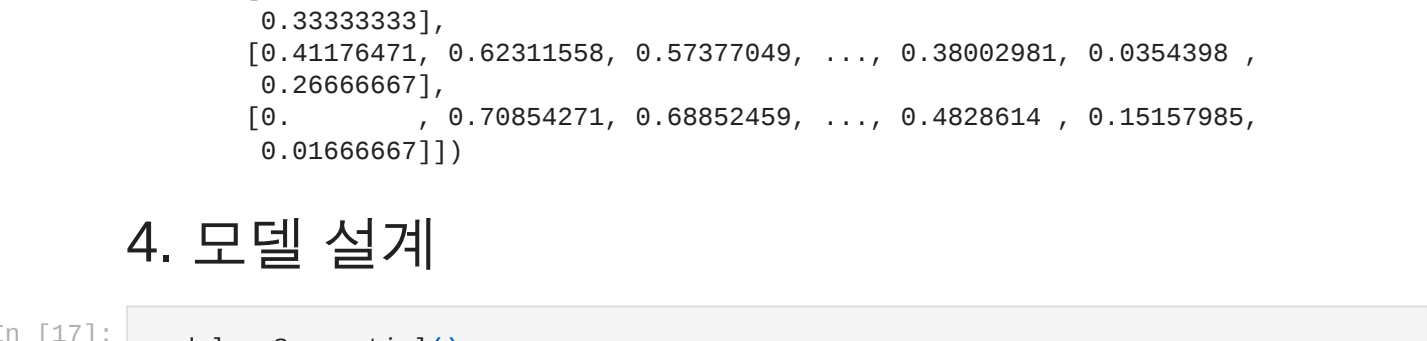 0.33333333],
[0.41176471, 0.62311558, 0.57377049, ..., 0.38002981, 0.0354398 ,
0.26666667],
[0.        , 0.70854271, 0.68852459, ..., 0.4828614 , 0.15157985,
0.01666667]])
4. 모델 설계
[17]: